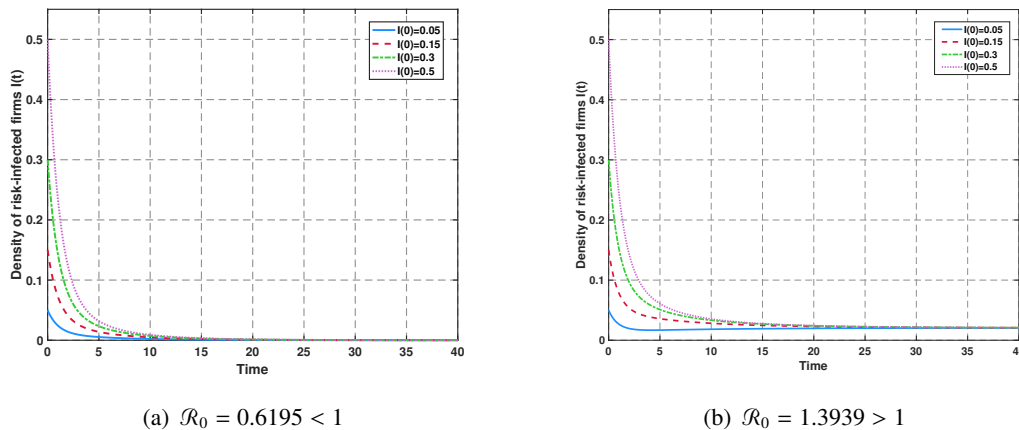 I(0)=0.05
I(0)=0.15
I(0)=0.3
I(0)=0.5
Density of risk-infected firms I(t)
0.5
0.4
0.3
0.2
0.1
0
0 5 10 15 20 25 30 35 40
Time
(a) ℛ₀ = 0.6195 < 1
I(0)=0.05
I(0)=0.15
I(0)=0.3
I(0)=0.5
Density of risk-infected firms I(t)
0.5
0.4
0.3
0.2
0.1
0
0 5 10 15 20 25 30 35 40
Time
(b) ℛ₀ = 1.3939 > 1